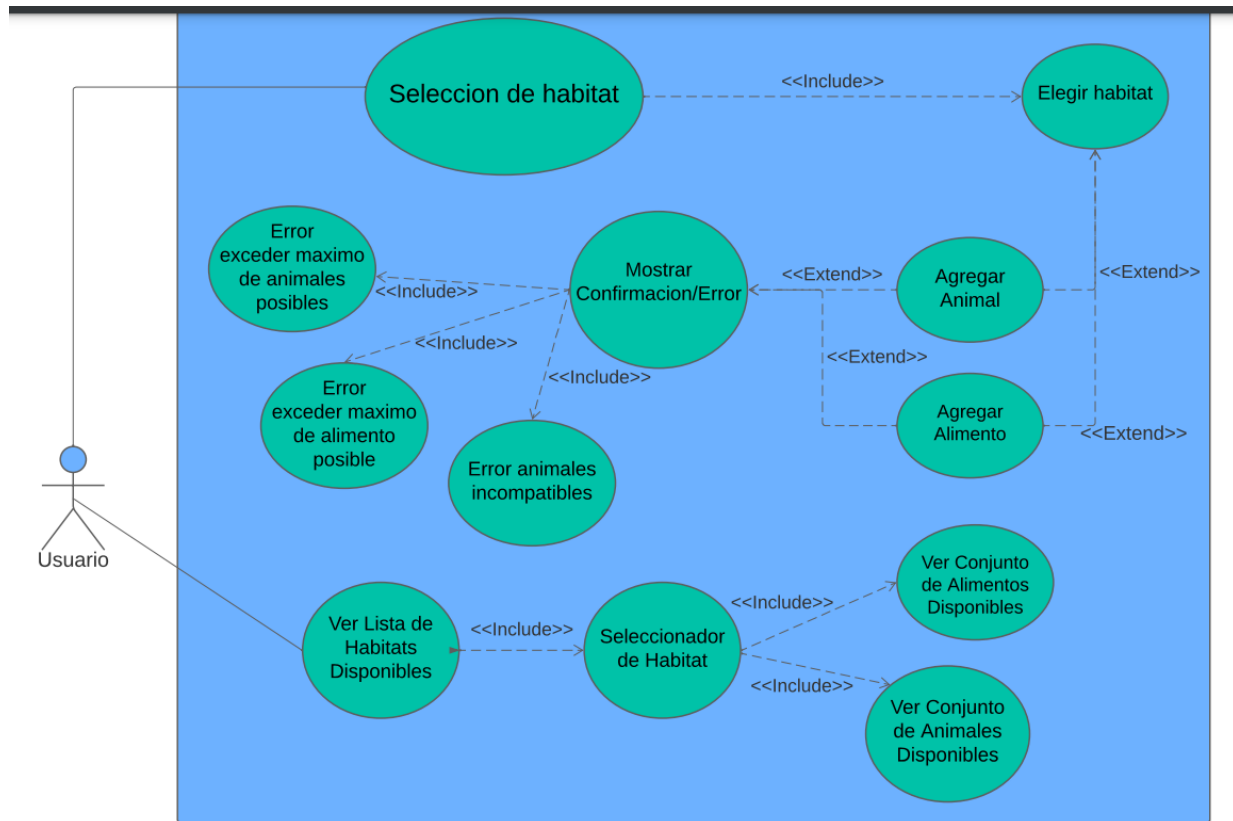 Seleccion de habitat
<<Include>>
Elegir habitat
Error
exceder maximo
de animales
posibles
<<Include>>
Mostrar
Confirmacion/Error
<<Extend>>
Agregar
Animal
<<Extend>>
<<Include>>
<<Extend>>
<<Include>>
Error
exceder maximo
de alimento
posible
Agregar
Alimento
<<Extend>>
Error animales
incompatibles
Usuario
Ver Lista de
Habitats
Disponibles
<<Include>>
Seleccionador
de Habitat
<<Include>>
Ver Conjunto
de Alimentos
Disponibles
<<Include>>
Ver Conjunto
de Animales
Disponibles